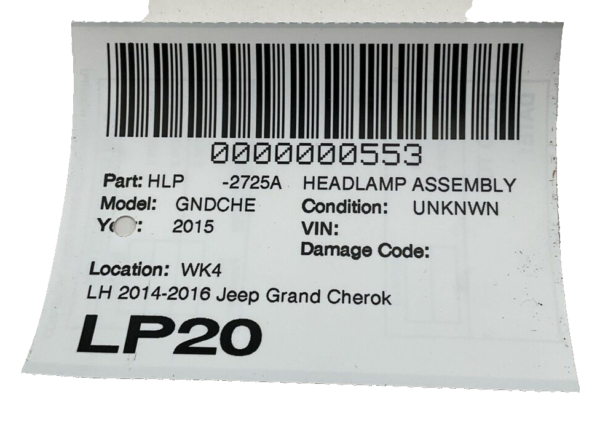 0000000553
Part: HLP -2725A HEADLAMP ASSEMBLY
Model: GNDCHE Condition: UNKNWN
2015 VIN:
Damage Code:
Location: WK4
LH 2014-2016 Jeep Grand Cherok
LP20